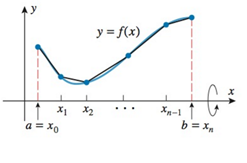 y
y = f(x)
x
x₁ x₂ · · · xₙ₋₁
a = x₀ b = xₙ